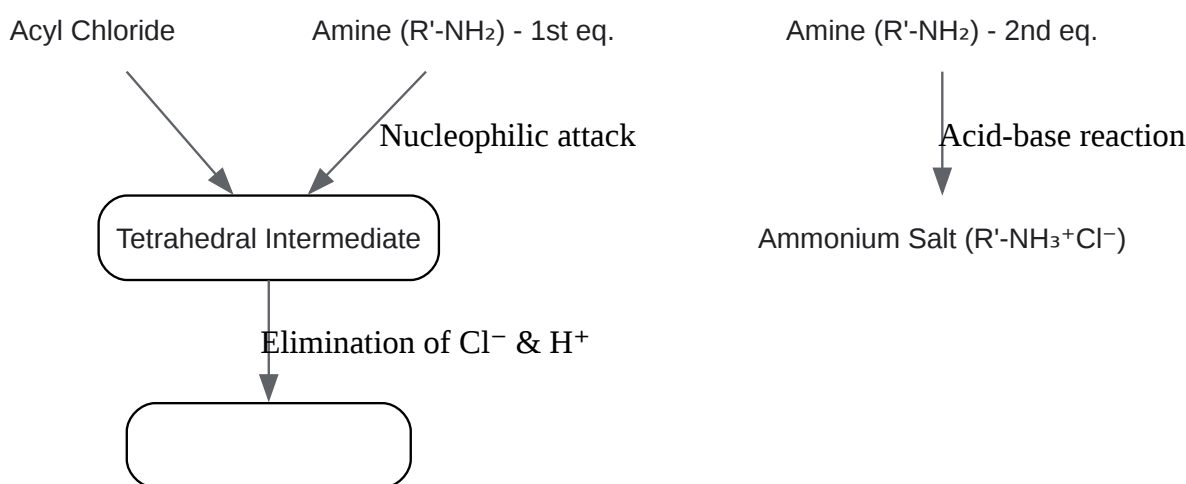 Acyl Chloride
Amine (R'-NH₂) - 1st eq.
Amine (R'-NH₂) - 2nd eq.
Nucleophilic attack
Acid-base reaction
Tetrahedral Intermediate
Ammonium Salt (R'-NH₃⁺Cl⁻)
Elimination of Cl⁻ & H⁺